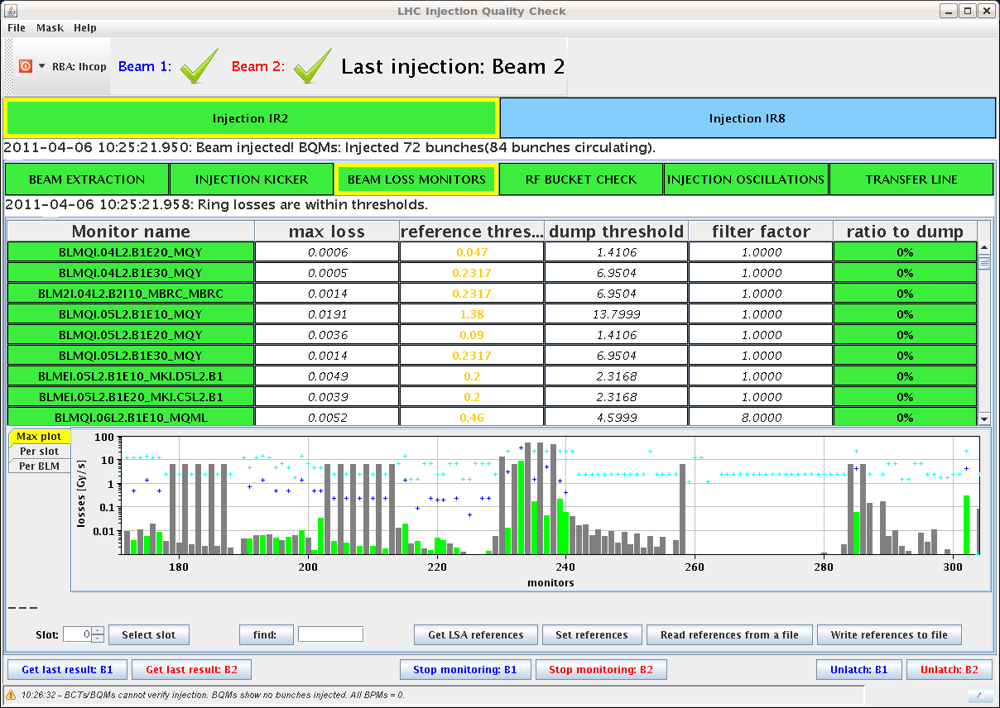 LHC Injection Quality Check
File Mask Help
RBA: lhcop Beam 1: Beam 2: Last injection: Beam 2
Injection IR2 Injection IR8
2011-04-06 10:25:21.950: Beam injected! BQMs: Injected 72 bunches(84 bunches circulating).
BEAM EXTRACTION INJECTION KICKER BEAM LOSS MONITORS RF BUCKET CHECK INJECTION OSCILLATIONS TRANSFER LINE
2011-04-06 10:25:21.958: Ring losses are within thresholds.
Monitor name max loss reference thres... dump threshold filter factor ratio to dump
BLMQI.04L2.B1E20_MQY 0.0006 0.047 1.4106 1.0000 0%
BLMQI.04L2.B1E30_MQY 0.0005 0.2317 6.9504 1.0000 0%
BLM2I.04L2.B2I10_MBRC_MBRC 0.0014 0.2317 6.9504 1.0000 0%
BLMQI.05L2.B1E10_MQY 0.0191 1.38 13.7999 1.0000 0%
BLMQI.05L2.B1E20_MQY 0.0036 0.09 1.4106 1.0000 0%
BLMQI.05L2.B1E30_MQY 0.0014 0.2317 6.9504 1.0000 0%
BLMEI.05L2.B1E10_MKI.D5L2.B1 0.0049 0.2 2.3168 1.0000 0%
BLMEI.05L2.B1E20_MKI.C5L2.B1 0.0039 0.2 2.3168 1.0000 0%
BLMQI.06L2.B1E10_MQML 0.0052 0.46 4.5999 8.0000 0%
Max plot
Per slot
Per BLM
losses [Gy/s]
100
10
1
0.1
0.01
180 200 220 240 260 280 300
monitors
---
Slot: 0 Select slot find: Get LSA references Set references Read references from a file Write references to file
Get last result: B1 Get last result: B2 Stop monitoring: B1 Stop monitoring: B2 Unlatch: B1 Unlatch: B2
10:26:32 - BCTs/BQMs cannot verify injection. BQMs show no bunches injected. All BPMs = 0.